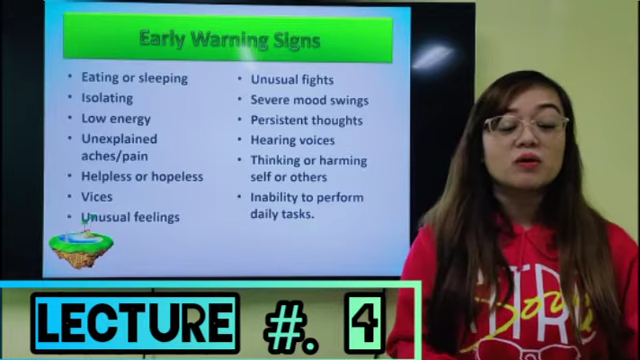 Early Warning Signs
• Eating or sleeping
• Isolating
• Low energy
• Unexplained
aches/pain
• Helpless or hopeless
• Vices
• Unusual feelings
• Unusual fights
• Severe mood swings
• Persistent thoughts
• Hearing voices
• Thinking or harming
self or others
• Inability to perform
daily tasks.
LECTURE #. 4